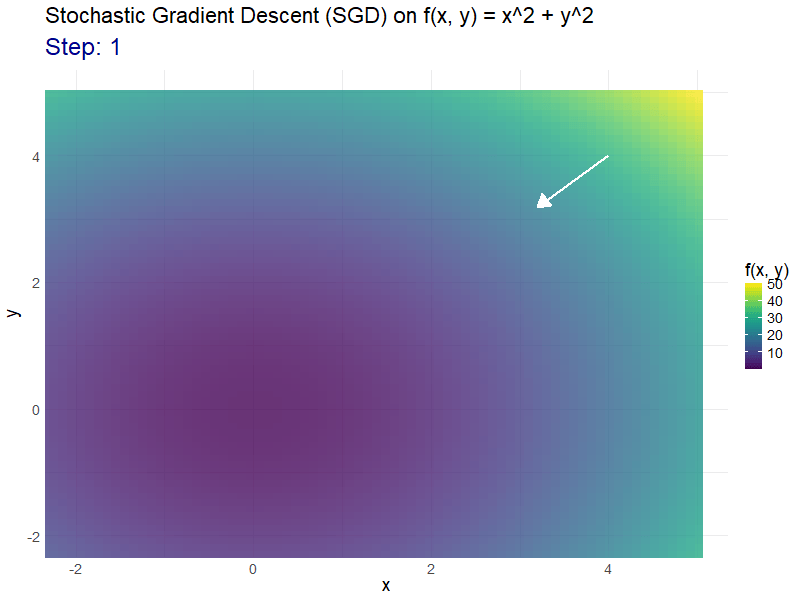 Stochastic Gradient Descent (SGD) on f(x, y) = x^2 + y^2
Step: 1
4
2
0
-2
y
-2
0
2
4
x
f(x, y)
50
40
30
20
10